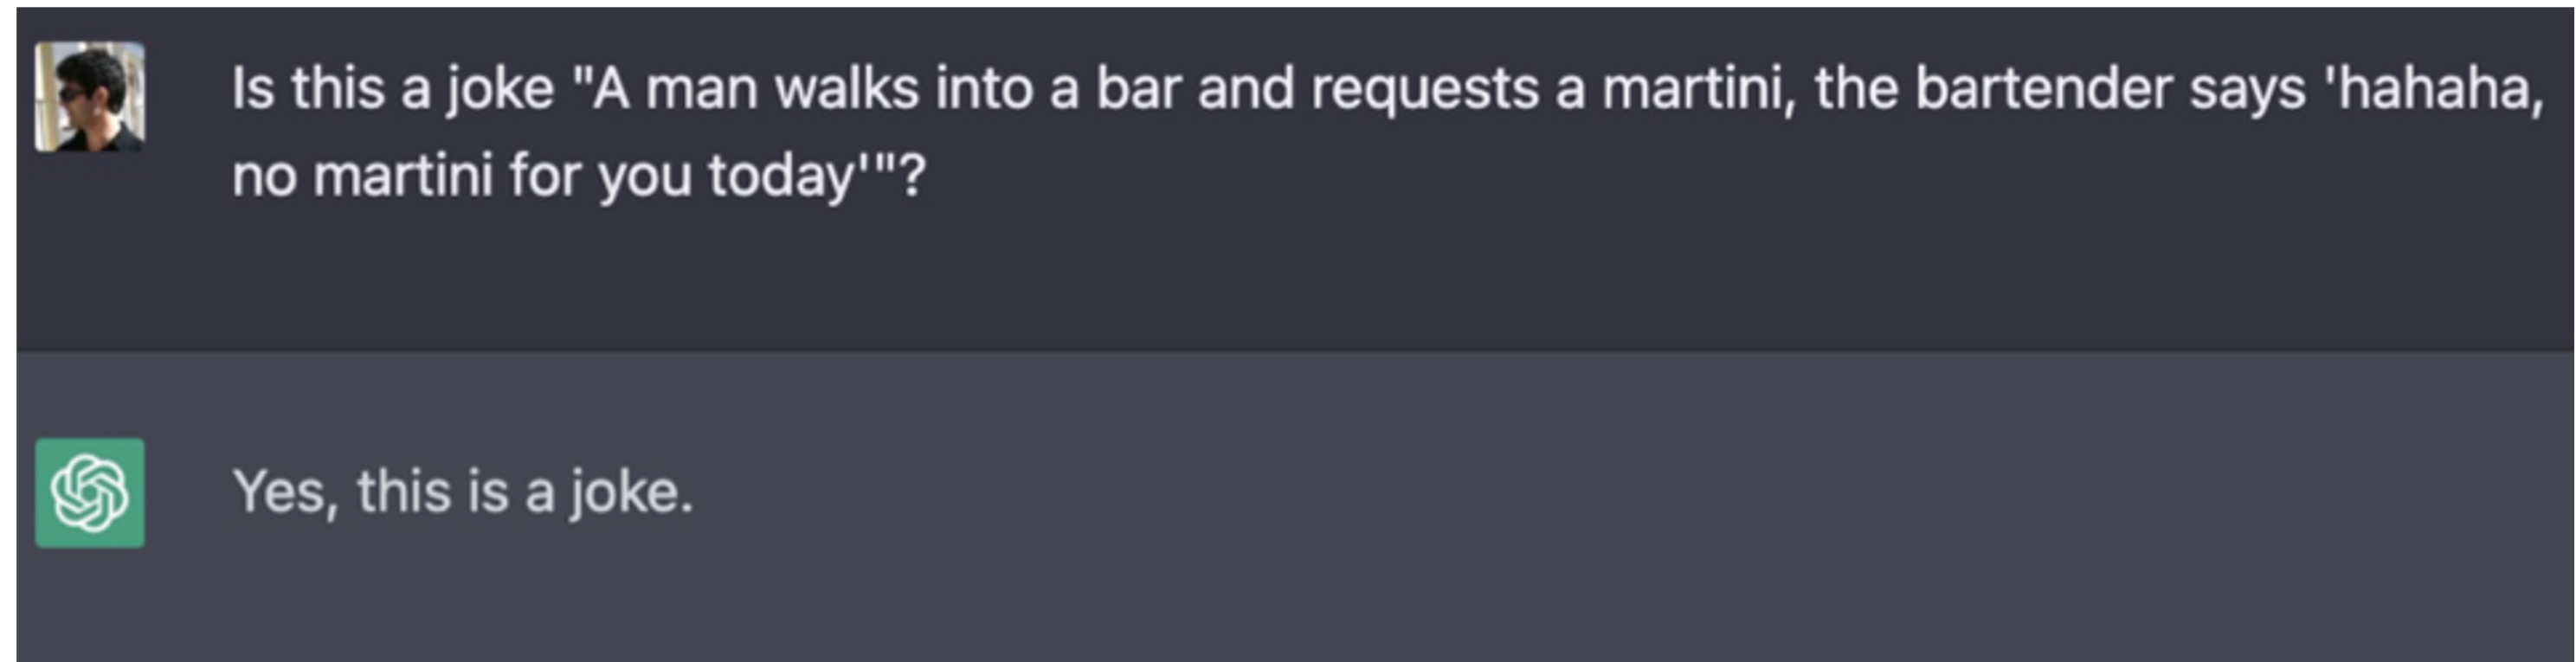 Is this a joke "A man walks into a bar and requests a martini, the bartender says 'hahaha,
no martini for you today'"?
Yes, this is a joke.